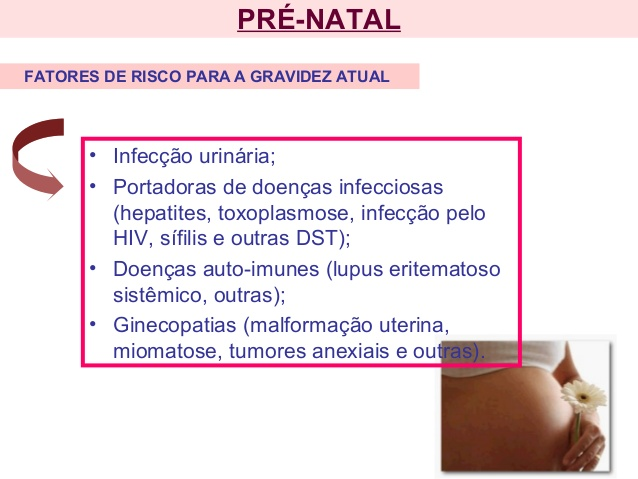 PRÉ-NATAL
FATORES DE RISCO PARA A GRAVIDEZ ATUAL
• Infecção urinária;
• Portadoras de doenças infecciosas
(hepatites, toxoplasmose, infecção pelo
HIV, sífilis e outras DST);
• Doenças auto-imunes (lupus eritematoso
sistêmico, outras);
• Ginecopatias (malformação uterina,
miomatose, tumores anexiais e outras).